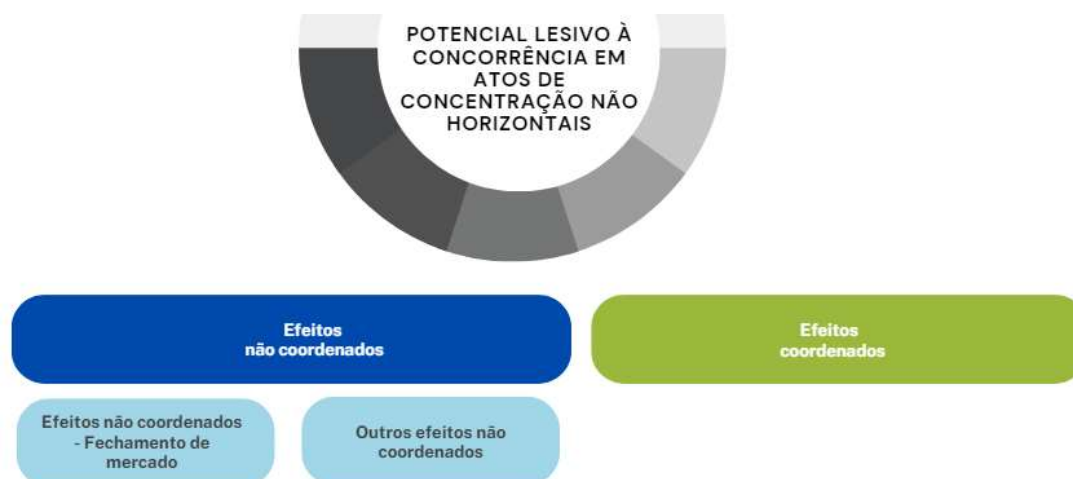 POTENCIAL LESIVO À
CONCORRÊNCIA EM
ATOS DE
CONCENTRAÇÃO NÃO
HORIZONTAIS
Efeitos
não coordenados
Efeitos
coordenados
Efeitos não coordenados
- Fechamento de
mercado
Outros efeitos não
coordenados